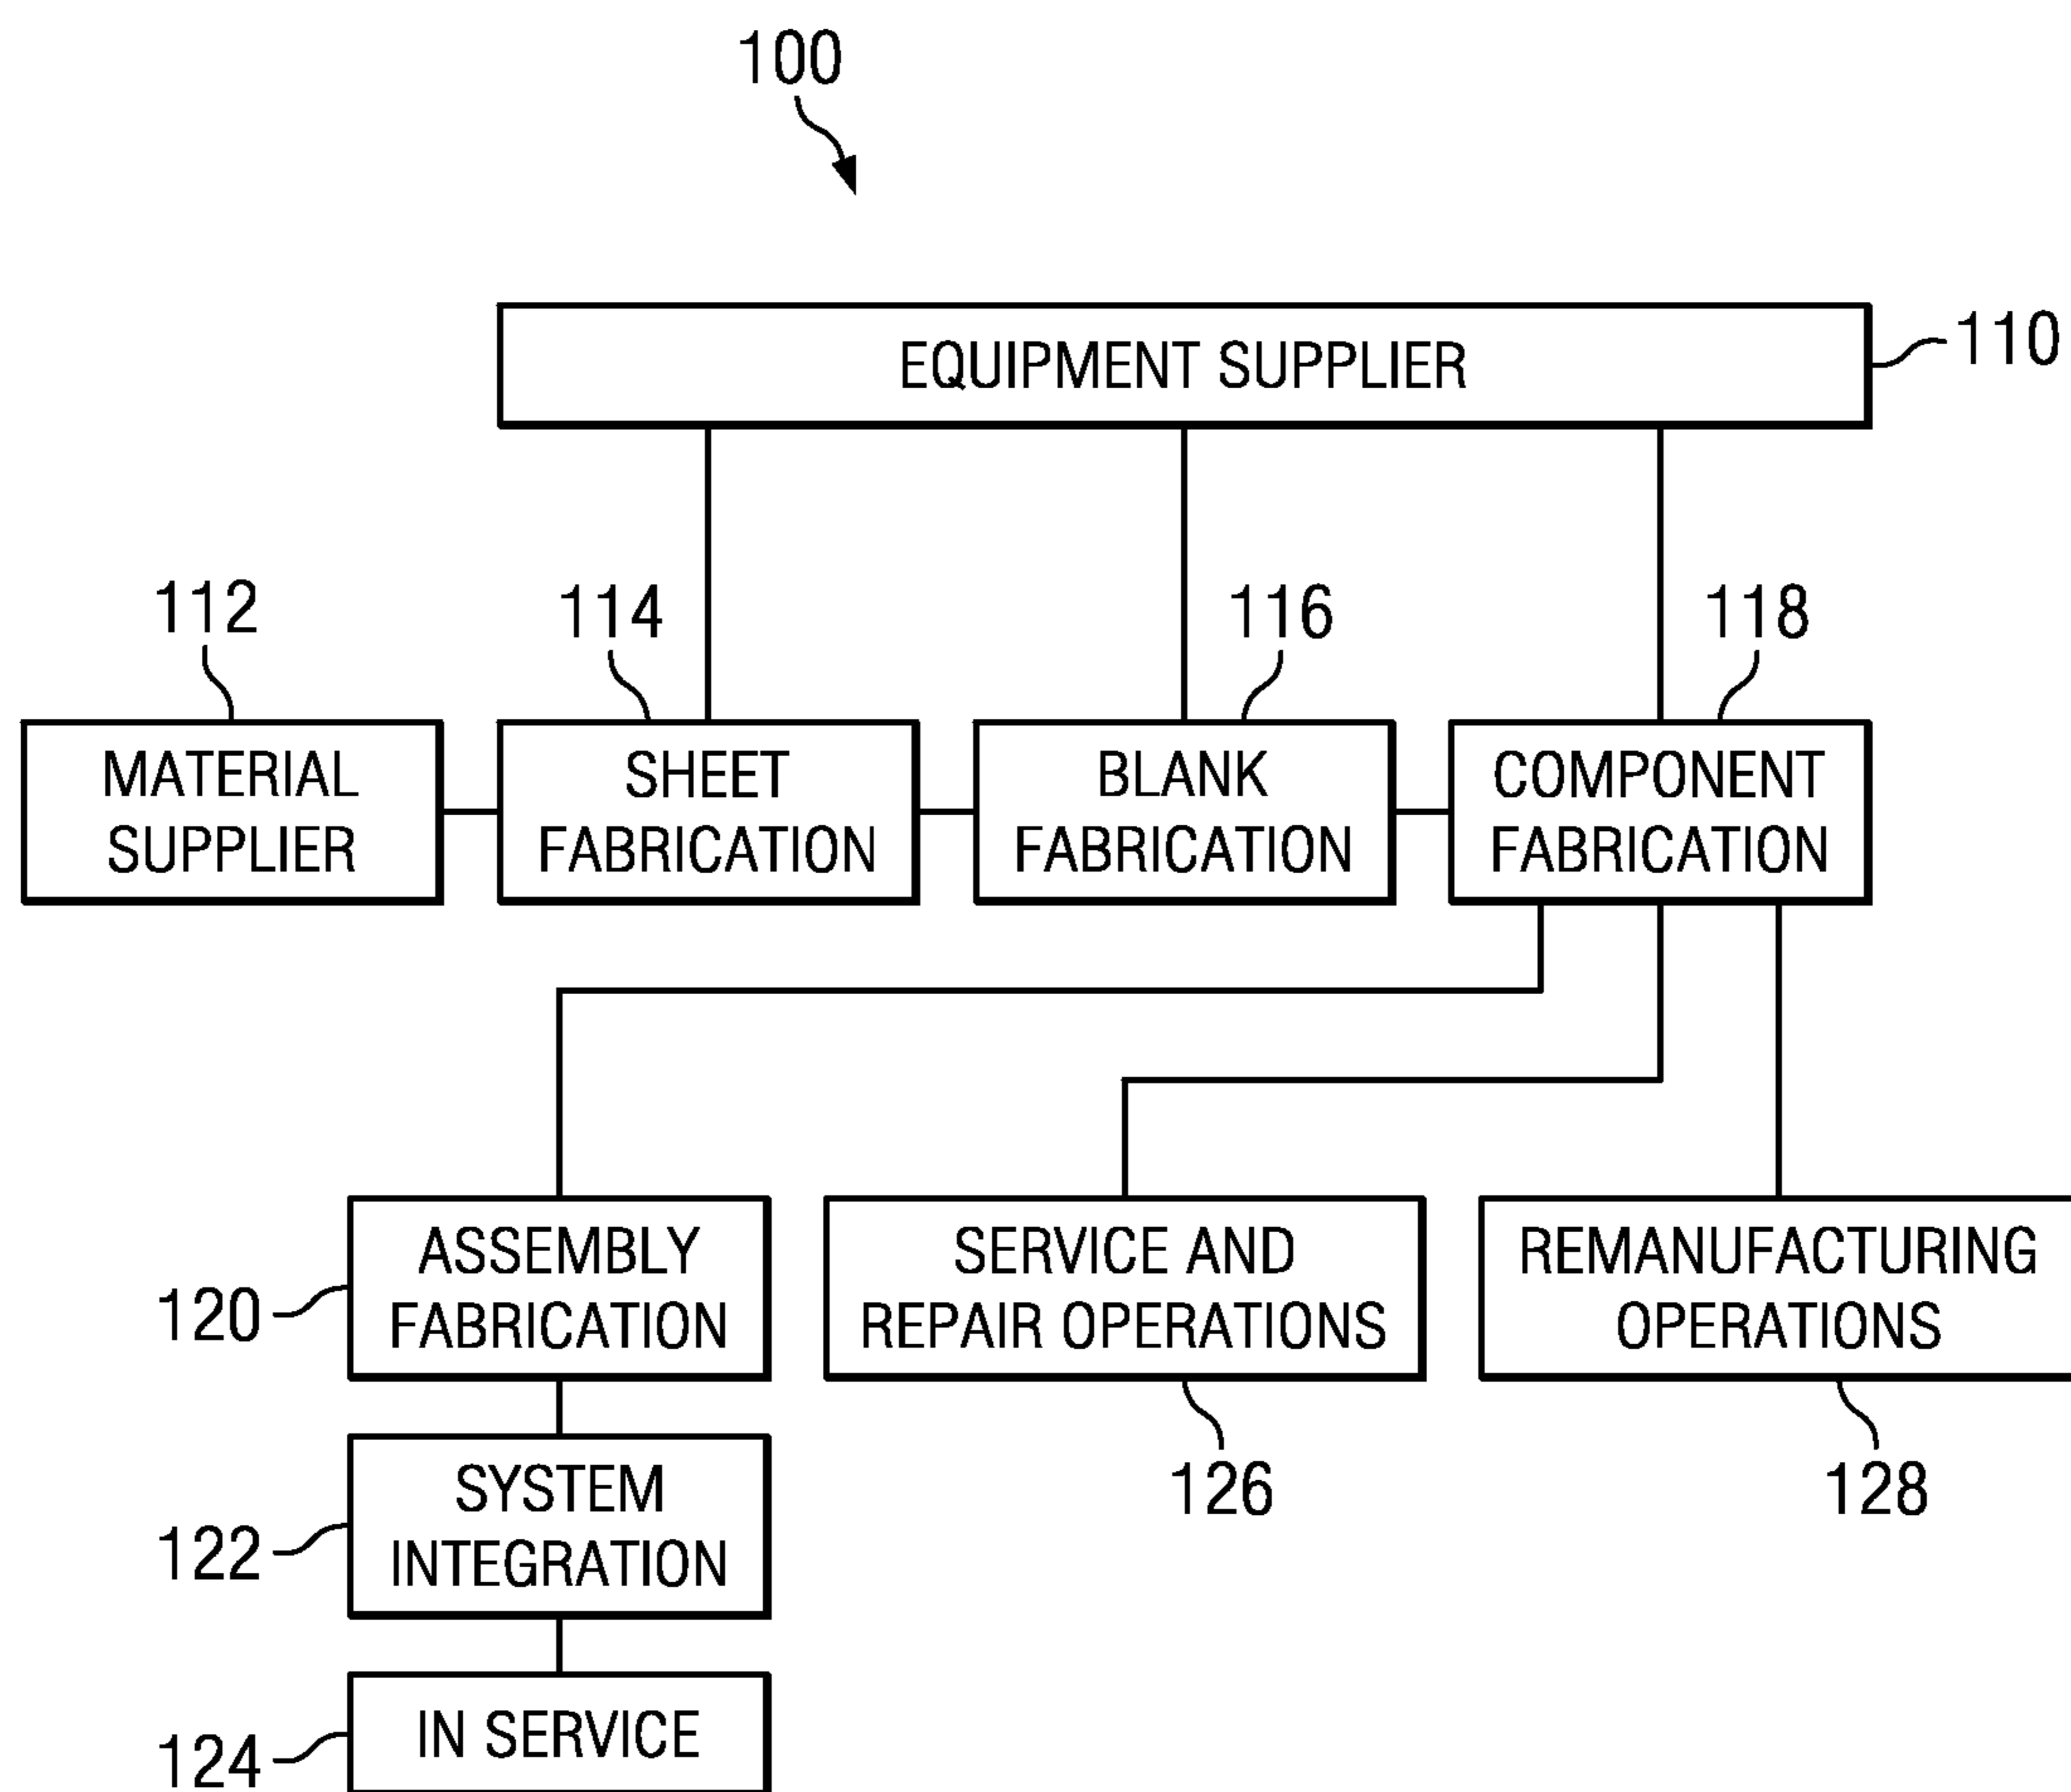 100
EQUIPMENT SUPPLIER
110
112
114
116
118
MATERIAL
SUPPLIER
SHEET
FABRICATION
BLANK
FABRICATION
COMPONENT
FABRICATION
120
ASSEMBLY
FABRICATION
SERVICE AND
REPAIR OPERATIONS
REMANUFACTURING
OPERATIONS
126
128
122
SYSTEM
INTEGRATION
124
IN SERVICE